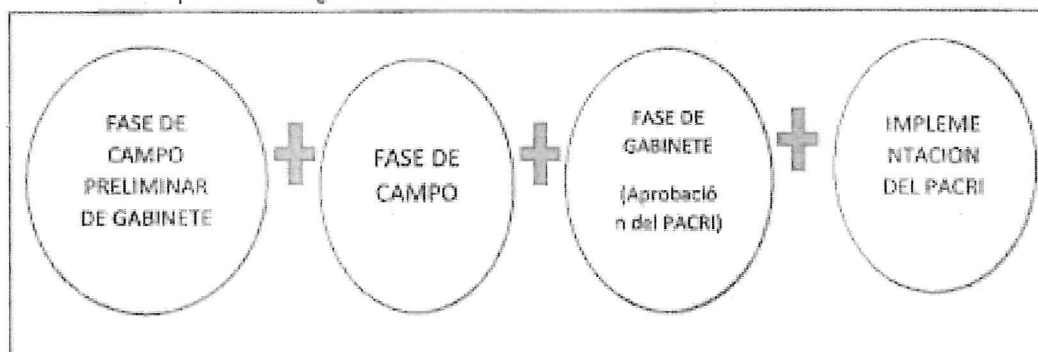 FASE DE
CAMPO
PRELIMINAR
DE GABINETE
FASE DE
CAMPO
FASE DE
GABINETE
(Aprobació
n del PACRI)
IMPLEME
NTACION
DEL PACRI